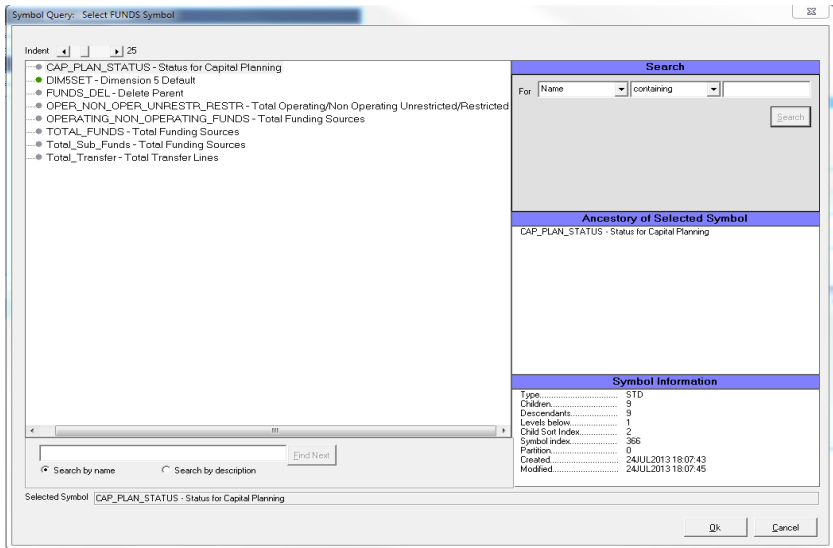 Symbol Query: Select FUNDS Symbol
Indent 25
CAP_PLAN_STATUS - Status for Capital Planning
DIM5SET - Dimension 5 Default
FUNDS_DEL - Delete Parent
OPER_NON_OPER_UNRESTR_RESTR - Total Operating/Non Operating Unrestricted/Restricted
OPERATING_NON_OPERATING_FUNDS - Total Funding Sources
TOTAL_FUNDS - Total Funding Sources
Total_Sub_Funds - Total Funding Sources
Total_Transfer - Total Transfer Lines
Find Next
Search by name Search by description
Search
For Name containing
Search
Ancestory of Selected Symbol
CAP_PLAN_STATUS - Status for Capital Planning
Symbol Information
Type............................ STD
Children........................ 9
Descendants..................... 9
Levels below.................... 1
Child Sort Index................ 2
Symbol index.................... 366
Partition....................... 0
Created......................... 24JUL2013 18:07:43
Modified........................ 24JUL2013 18:07:45
Selected Symbol CAP_PLAN_STATUS - Status for Capital Planning
Ok Cancel